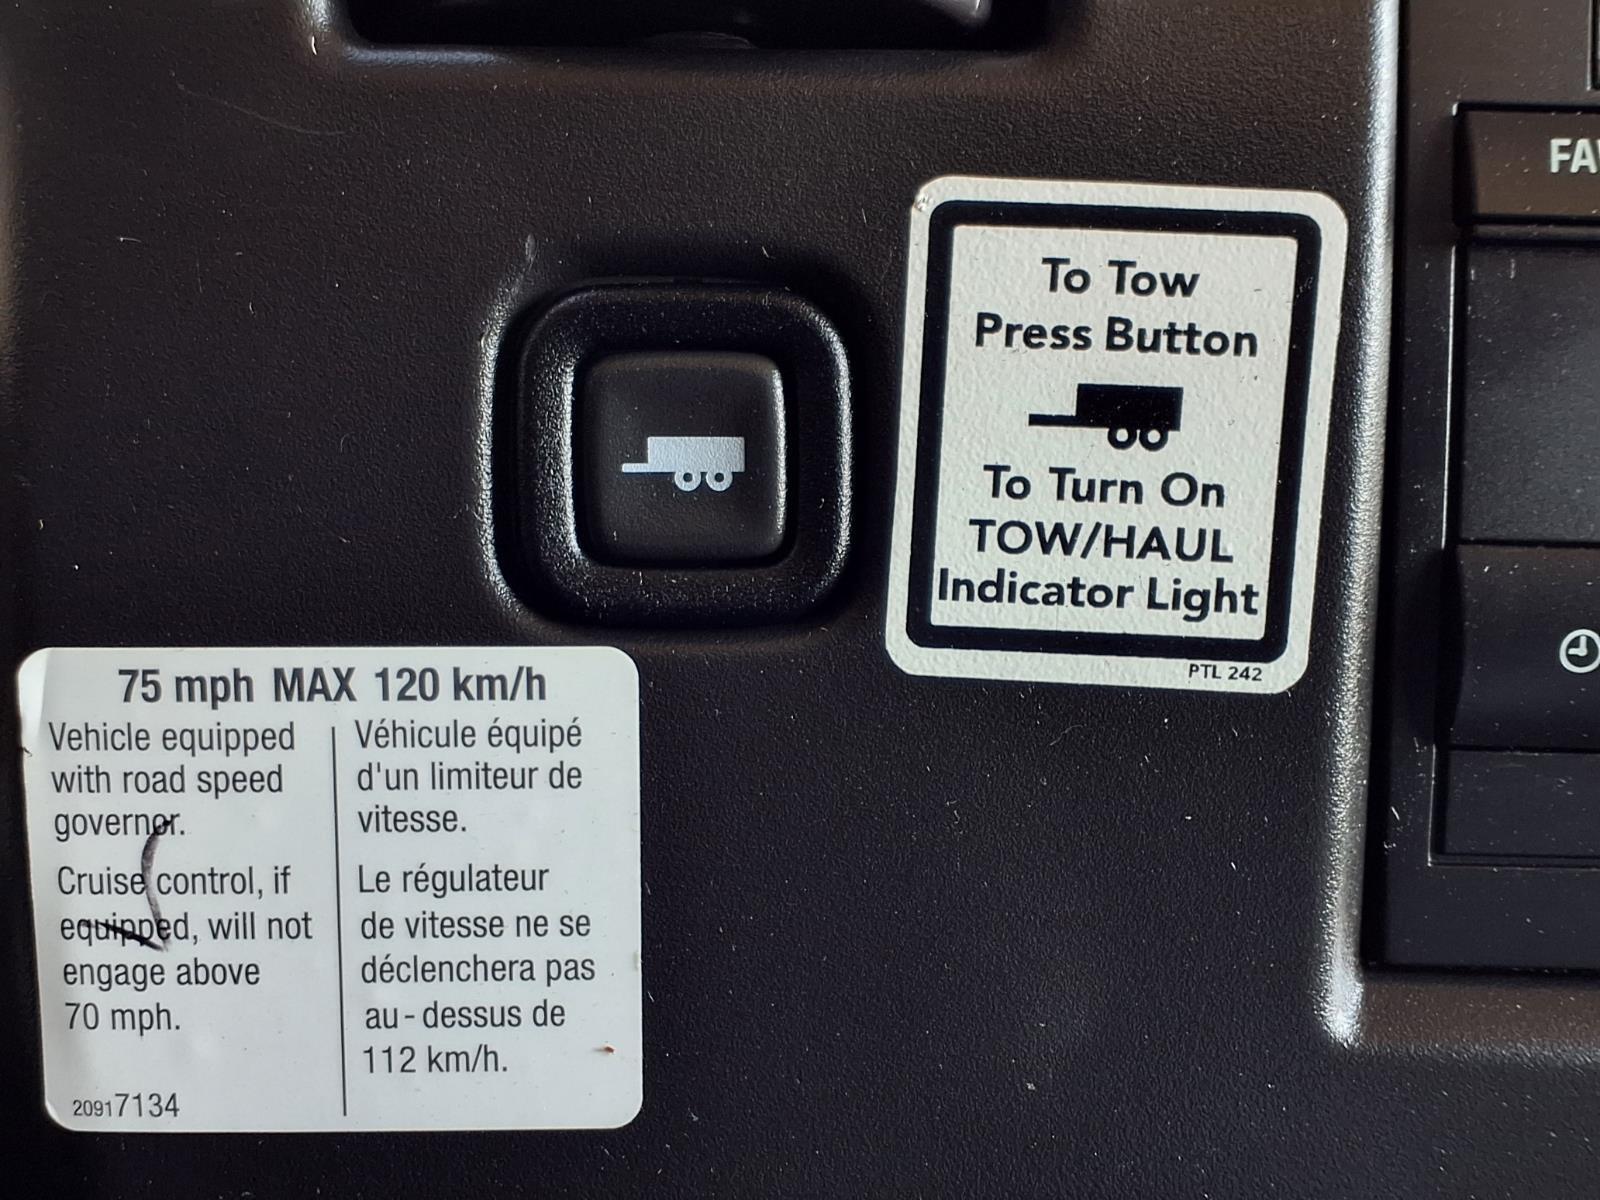 FA
To Tow
Press Button
To Turn On
TOW/HAUL
Indicator Light
PTL 242
75 mph MAX 120 km/h
Vehicle equipped
with road speed
governor.
Cruise control, if
equipped, will not
engage above
70 mph.
20917134
Véhicule équipé
d'un limiteur de
vitesse.
Le régulateur
de vitesse ne se
déclenchera pas
au-dessus de
112 km/h.